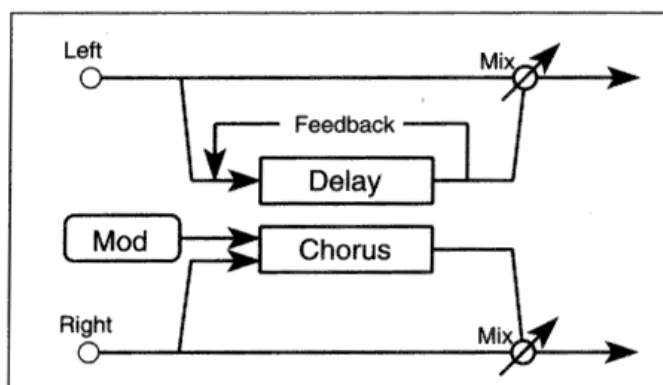 Left
Mix
Feedback
Delay
Mod
Chorus
Right
Mix